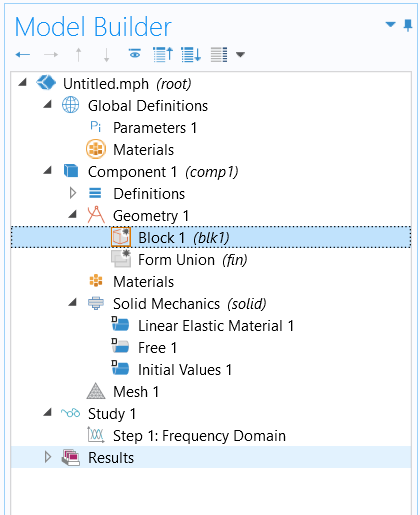 Model Builder
Untitled.mph (root)
Global Definitions
Pi Parameters 1
Materials
Component 1 (comp1)
Definitions
Geometry 1
Block 1 (blk1)
Form Union (fin)
Materials
Solid Mechanics (solid)
D Linear Elastic Material 1
D Free 1
D Initial Values 1
Mesh 1
Study 1
Step 1: Frequency Domain
Results